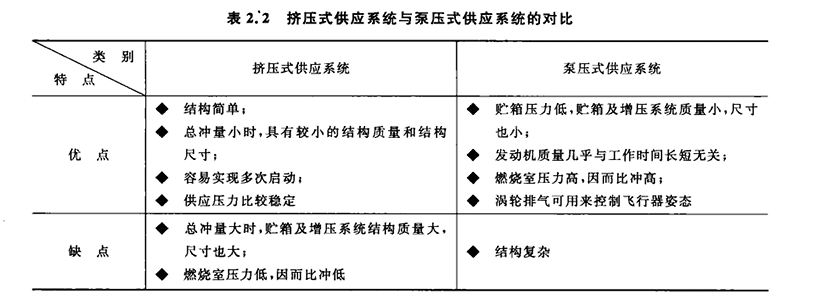 表 2.2 挤压式供应系统与泵压式供应系统的对比
类 别
特 点
挤压式供应系统
泵压式供应系统
优 点
◆ 结构简单；
◆ 总冲量小时，具有较小的结构质量和结构
尺寸；
◆ 容易实现多次启动；
◆ 供应压力比较稳定
◆ 贮箱压力低，贮箱及增压系统质量小，尺寸
也小；
◆ 发动机质量几乎与工作时间长短无关；
◆ 燃烧室压力高，因而比冲高；
◆ 涡轮排气可用来控制飞行器姿态
缺 点
◆ 总冲量大时，贮箱及增压系统结构质量大，
尺寸也大；
◆ 燃烧室压力低，因而比冲低
◆ 结构复杂